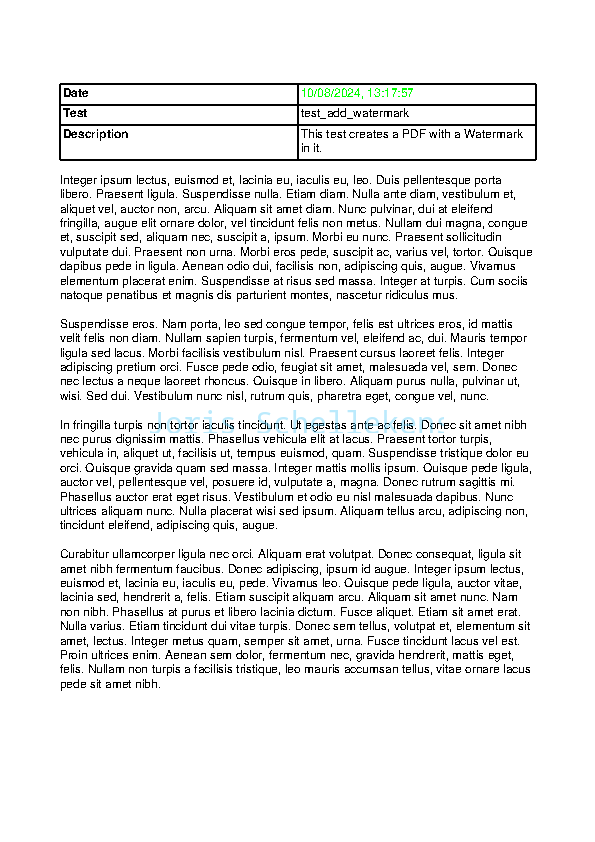 Date 10/08/2024, 13:17:57
Test test_add_watermark
Description This test creates a PDF with a Watermark
in it.
Integer ipsum lectus, euismod et, lacinia eu, iaculis eu, leo. Duis pellentesque porta
libero. Praesent ligula. Suspendisse nulla. Etiam diam. Nulla ante diam, vestibulum et,
aliquet vel, auctor non, arcu. Aliquam sit amet diam. Nunc pulvinar, dui at eleifend
fringilla, augue elit ornare dolor, vel tincidunt felis non metus. Nullam dui magna, congue
et, suscipit sed, aliquam nec, suscipit a, ipsum. Morbi eu nunc. Praesent sollicitudin
vulputate dui. Praesent non urna. Morbi eros pede, suscipit ac, varius vel, tortor. Quisque
dapibus pede in ligula. Aenean odio dui, facilisis non, adipiscing quis, augue. Vivamus
elementum placerat enim. Suspendisse at risus sed massa. Integer at turpis. Cum sociis
natoque penatibus et magnis dis parturient montes, nascetur ridiculus mus.
Suspendisse eros. Nam porta, leo sed congue tempor, felis est ultrices eros, id mattis
velit felis non diam. Nullam sapien turpis, fermentum vel, eleifend ac, dui. Mauris tempor
ligula sed lacus. Morbi facilisis vestibulum nisl. Praesent cursus laoreet felis. Integer
adipiscing pretium orci. Fusce pede odio, feugiat sit amet, malesuada vel, sem. Donec
nec lectus a neque laoreet rhoncus. Quisque in libero. Aliquam purus nulla, pulvinar ut,
wisi. Sed dui. Vestibulum nunc nisl, rutrum quis, pharetra eget, congue vel, nunc.
Joris Schellekens
In fringilla turpis non tortor iaculis tincidunt. Ut egestas ante ac felis. Donec sit amet nibh
nec purus dignissim mattis. Phasellus vehicula elit at lacus. Praesent tortor turpis,
vehicula in, aliquet ut, facilisis ut, tempus euismod, quam. Suspendisse tristique dolor eu
orci. Quisque gravida quam sed massa. Integer mattis mollis ipsum. Quisque pede ligula,
auctor vel, pellentesque vel, posuere id, vulputate a, magna. Donec rutrum sagittis mi.
Phasellus auctor erat eget risus. Vestibulum et odio eu nisl malesuada dapibus. Nunc
ultrices aliquam nunc. Nulla placerat wisi sed ipsum. Aliquam tellus arcu, adipiscing non,
tincidunt eleifend, adipiscing quis, augue.
Curabitur ullamcorper ligula nec orci. Aliquam erat volutpat. Donec consequat, ligula sit
amet nibh fermentum faucibus. Donec adipiscing, ipsum id augue. Integer ipsum lectus,
euismod et, lacinia eu, iaculis eu, pede. Vivamus leo. Quisque pede ligula, auctor vitae,
lacinia sed, hendrerit a, felis. Etiam suscipit aliquam arcu. Aliquam sit amet nunc. Nam
non nibh. Phasellus at purus et libero lacinia dictum. Fusce aliquet. Etiam sit amet erat.
Nulla varius. Etiam tincidunt dui vitae turpis. Donec sem tellus, volutpat et, elementum sit
amet, lectus. Integer metus quam, semper sit amet, urna. Fusce tincidunt lacus vel est.
Proin ultrices enim. Aenean sem dolor, fermentum nec, gravida hendrerit, mattis eget,
felis. Nullam non turpis a facilisis tristique, leo mauris accumsan tellus, vitae ornare lacus
pede sit amet nibh.